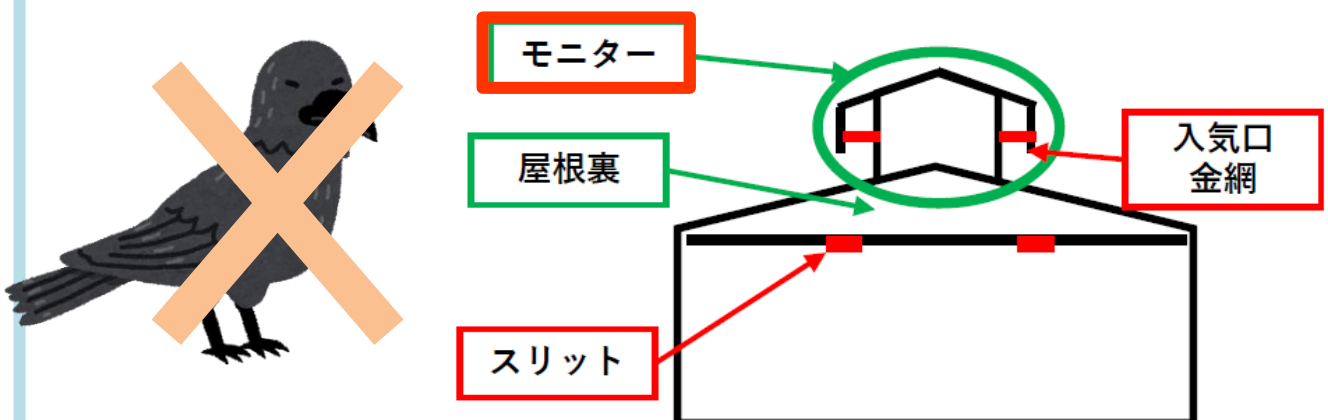 モニター
屋根裏
入気口
金網
スリット